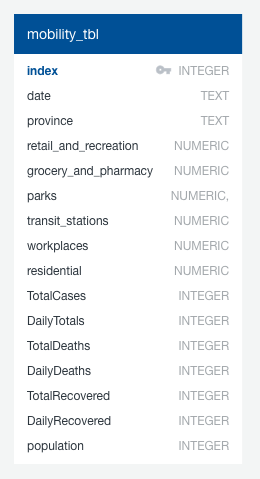 mobility_tbl
index INTEGER
date TEXT
province TEXT
retail_and_recreation NUMERIC
grocery_and_pharmacy NUMERIC
parks NUMERIC,
transit_stations NUMERIC
workplaces NUMERIC
residential NUMERIC
TotalCases INTEGER
DailyTotals INTEGER
TotalDeaths INTEGER
DailyDeaths INTEGER
TotalRecovered INTEGER
DailyRecovered INTEGER
population INTEGER